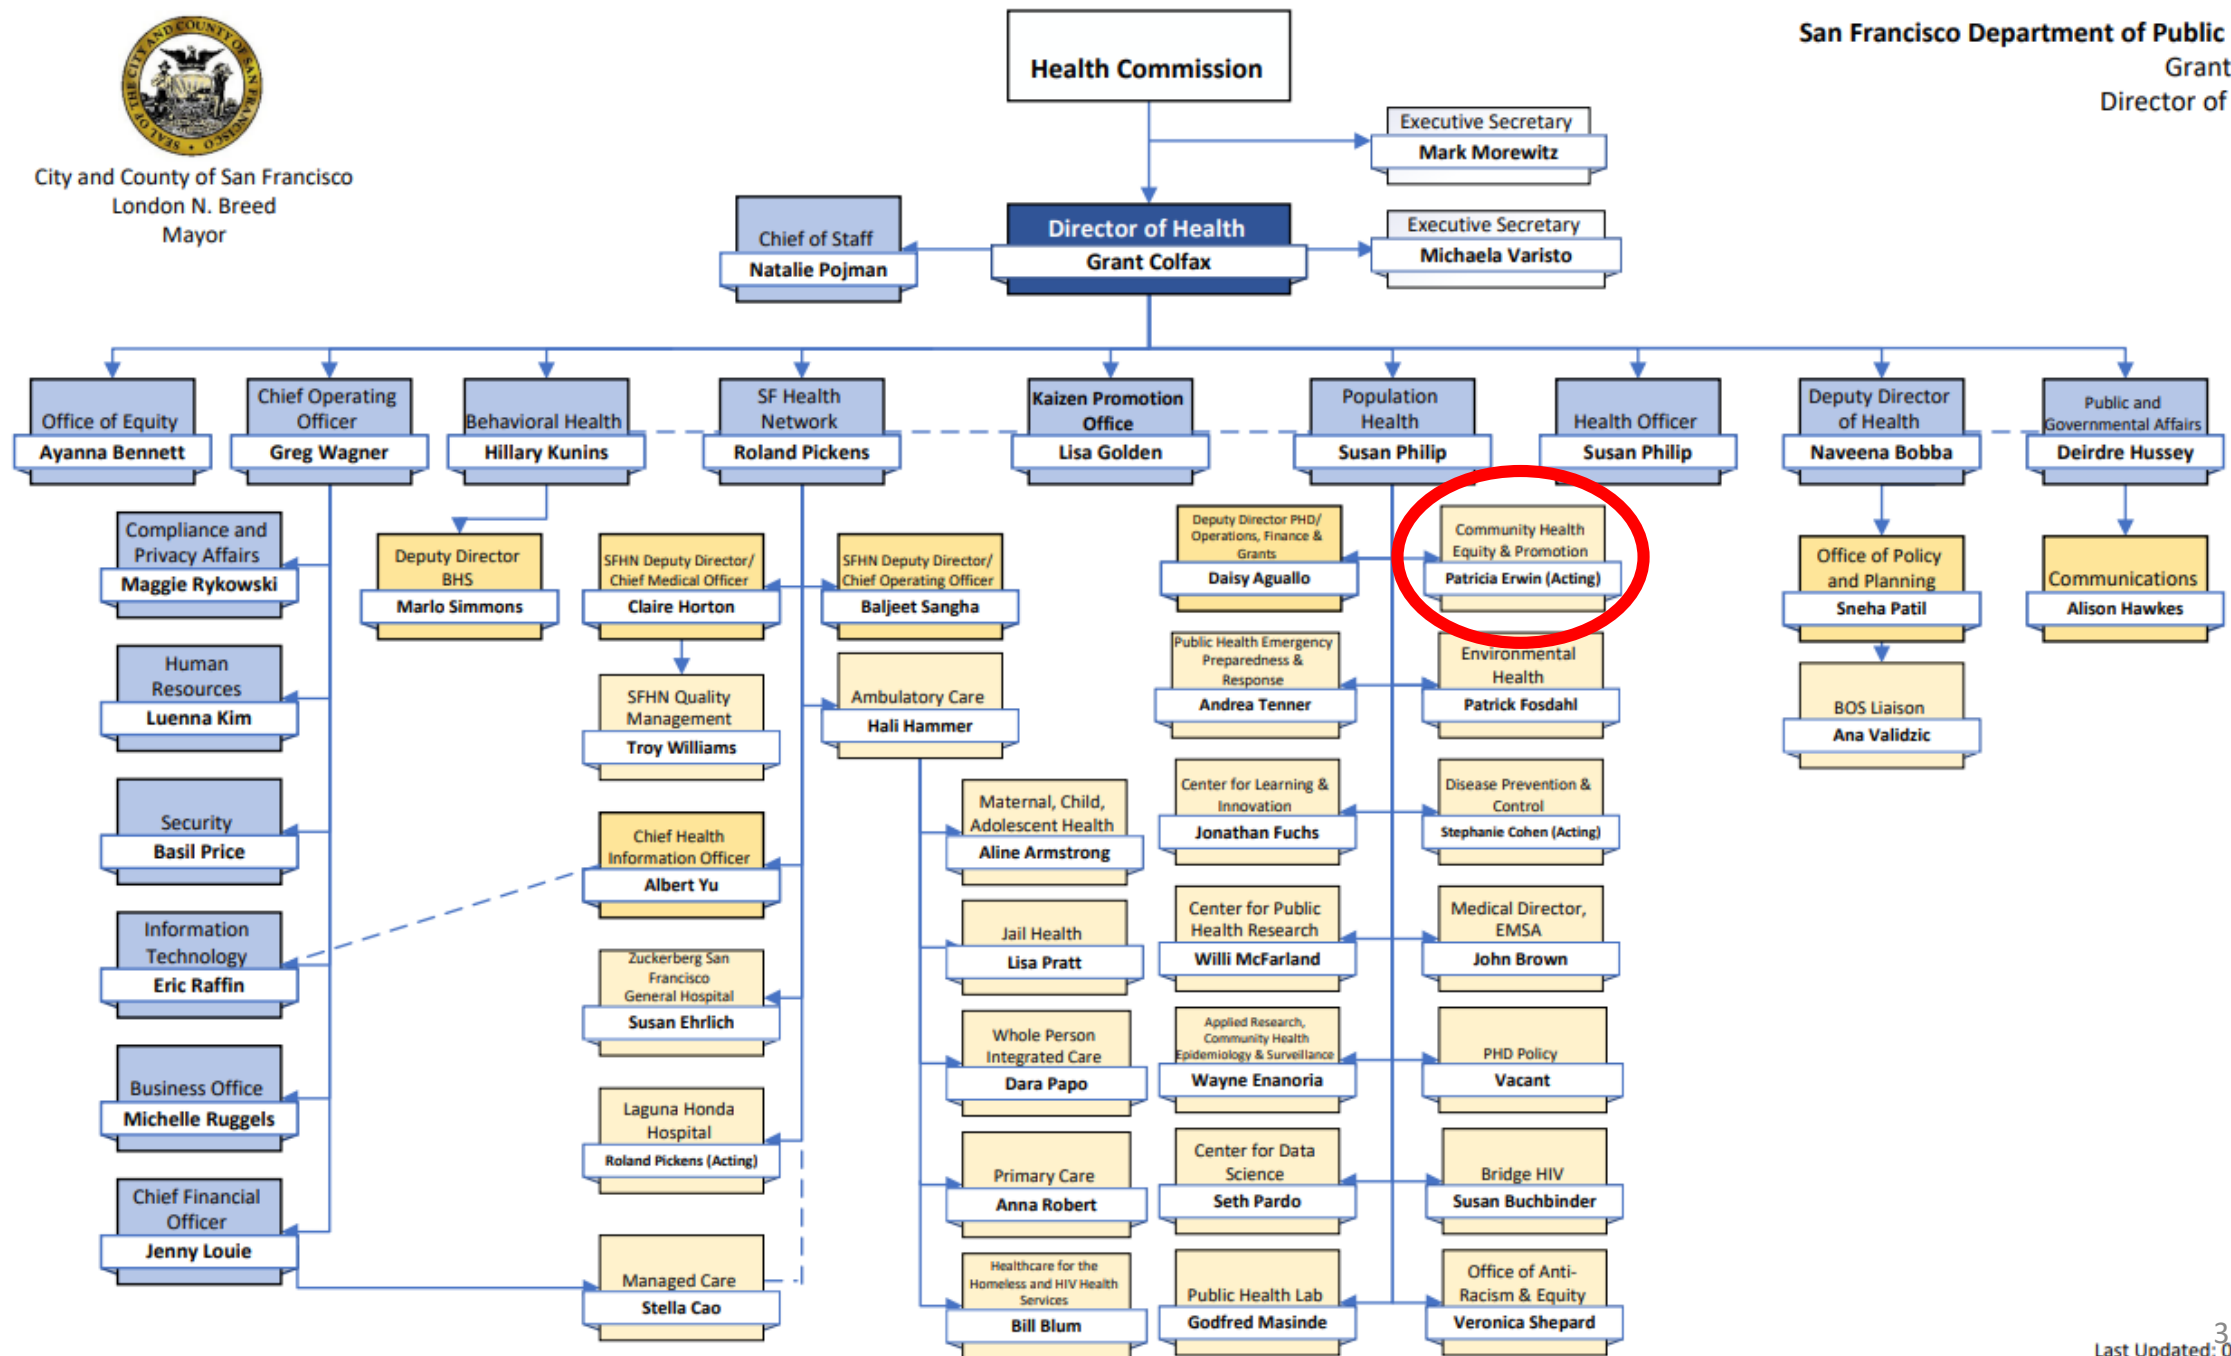 CITY AND COUNTY OF SAN FRANCISCO
SEAL OF THE
City and County of San Francisco
London N. Breed
Mayor
San Francisco Department of Public
Grant
Director of
Health Commission
Executive Secretary
Mark Morewitz
Chief of Staff
Natalie Pojman
Director of Health
Grant Colfax
Executive Secretary
Michaela Varisto
Office of Equity
Ayanna Bennett
Chief Operating
Officer
Greg Wagner
Behavioral Health
Hillary Kunins
SF Health
Network
Roland Pickens
Kaizen Promotion
Office
Lisa Golden
Population
Health
Susan Philip
Health Officer
Susan Philip
Deputy Director
of Health
Naveena Bobba
Public and
Governmental Affairs
Deirdre Hussey
Compliance and
Privacy Affairs
Maggie Rykowski
Human
Resources
Luenna Kim
Security
Basil Price
Information
Technology
Eric Raffin
Business Office
Michelle Ruggels
Chief Financial
Officer
Jenny Louie
Deputy Director
BHS
Marlo Simmons
SFHN Deputy Director/
Chief Medical Officer
Claire Horton
SFHN Deputy Director/
Chief Operating Officer
Baljeet Sangha
SFHN Quality
Management
Troy Williams
Chief Health
Information Officer
Albert Yu
Zuckerberg San
Francisco
General Hospital
Susan Ehrlich
Laguna Honda
Hospital
Roland Pickens (Acting)
Managed Care
Stella Cao
Ambulatory Care
Hali Hammer
Maternal, Child,
Adolescent Health
Aline Armstrong
Jail Health
Lisa Pratt
Whole Person
Integrated Care
Dara Papo
Primary Care
Anna Robert
Healthcare for the
Homeless and HIV Health
Services
Bill Blum
Deputy Director PHD/
Operations, Finance &
Grants
Daisy Aguallo
Community Health
Equity & Promotion
Patricia Erwin (Acting)
Public Health Emergency
Preparedness &
Response
Andrea Tenner
Environmental
Health
Patrick Fosdahl
Center for Learning &
Innovation
Jonathan Fuchs
Disease Prevention &
Control
Stephanie Cohen (Acting)
Center for Public
Health Research
Willi McFarland
Medical Director,
EMSA
John Brown
Applied Research,
Community Health
Epidemiology & Surveillance
Wayne Enanoria
PHD Policy
Vacant
Center for Data
Science
Seth Pardo
Bridge HIV
Susan Buchbinder
Public Health Lab
Godfred Masinde
Office of Anti-
Racism & Equity
Veronica Shepard
Office of Policy
and Planning
Sneha Patil
BOS Liaison
Ana Validzic
Communications
Alison Hawkes
3
Last Updated: 0